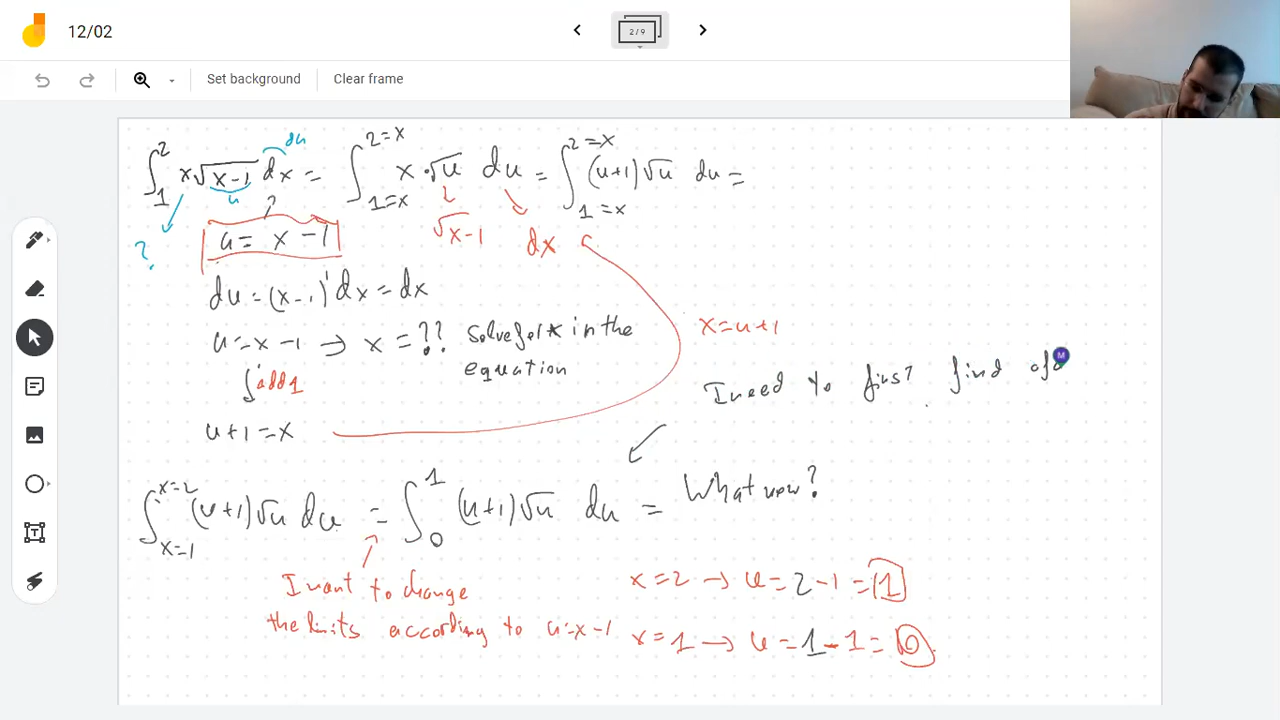 12/02
2 / 9
Set background
Clear frame
∫₁² x√(x-1) dx = ∫_{1=x}^{2=x} x·√u du = ∫_{1=x}^{2=x} (u+1)√u du =
du
u
?
√x-1
dx
u = x - 1
du = (x-1)' dx = dx
u = x - 1 → x = ?? solve for x in the
equation
x = u+1
add 1
I need to first find
u+1 = x
∫_{x=1}^{x=2} (u+1)√u du = ∫₀¹ (u+1)√u du = What now?
I want to change
the limits according to u=x-1
x=2 → u = 2-1 = 1
x=1 → u = 1-1 = 0
M